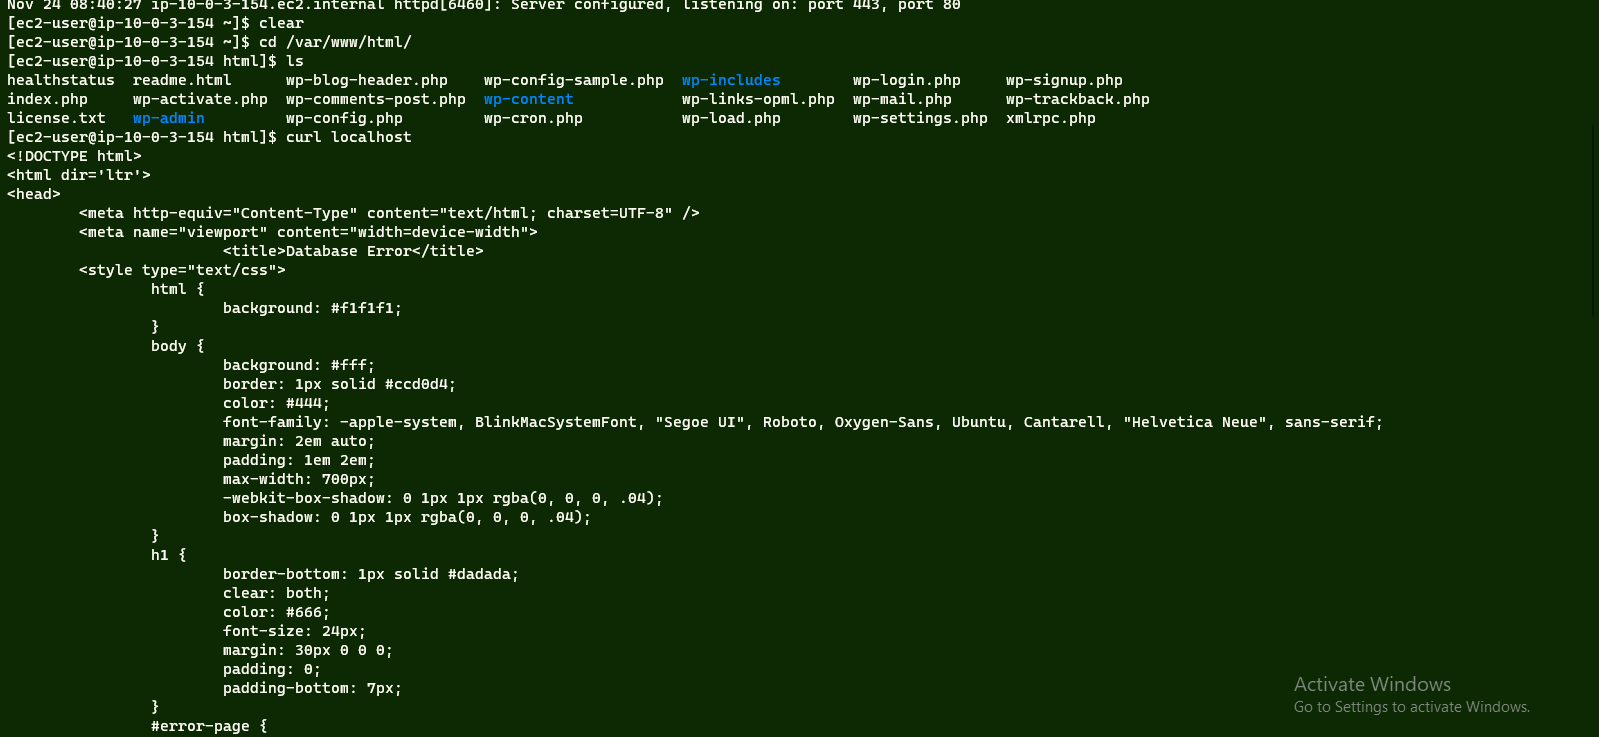 Nov 24 08:40:27 ip-10-0-3-154.ec2.internal httpd[6460]: Server configured, listening on: port 443, port 80
[ec2-user@ip-10-0-3-154 ~]$ clear
[ec2-user@ip-10-0-3-154 ~]$ cd /var/www/html/
[ec2-user@ip-10-0-3-154 html]$ ls
healthstatus  readme.html      wp-blog-header.php    wp-config-sample.php  wp-includes        wp-login.php     wp-signup.php
index.php     wp-activate.php  wp-comments-post.php  wp-content            wp-links-opml.php  wp-mail.php      wp-trackback.php
license.txt   wp-admin         wp-config.php         wp-cron.php           wp-load.php        wp-settings.php  xmlrpc.php
[ec2-user@ip-10-0-3-154 html]$ curl localhost
<!DOCTYPE html>
<html dir='ltr'>
<head>
        <meta http-equiv="Content-Type" content="text/html; charset=UTF-8" />
        <meta name="viewport" content="width=device-width">
                        <title>Database Error</title>
        <style type="text/css">
                html {
                        background: #f1f1f1;
                }
                body {
                        background: #fff;
                        border: 1px solid #ccd0d4;
                        color: #444;
                        font-family: -apple-system, BlinkMacSystemFont, "Segoe UI", Roboto, Oxygen-Sans, Ubuntu, Cantarell, "Helvetica Neue", sans-serif;
                        margin: 2em auto;
                        padding: 1em 2em;
                        max-width: 700px;
                        -webkit-box-shadow: 0 1px 1px rgba(0, 0, 0, .04);
                        box-shadow: 0 1px 1px rgba(0, 0, 0, .04);
                }
                h1 {
                        border-bottom: 1px solid #dadada;
                        clear: both;
                        color: #666;
                        font-size: 24px;
                        margin: 30px 0 0 0;
                        padding: 0;
                        padding-bottom: 7px;
                }
                #error-page {
Activate Windows
Go to Settings to activate Windows.